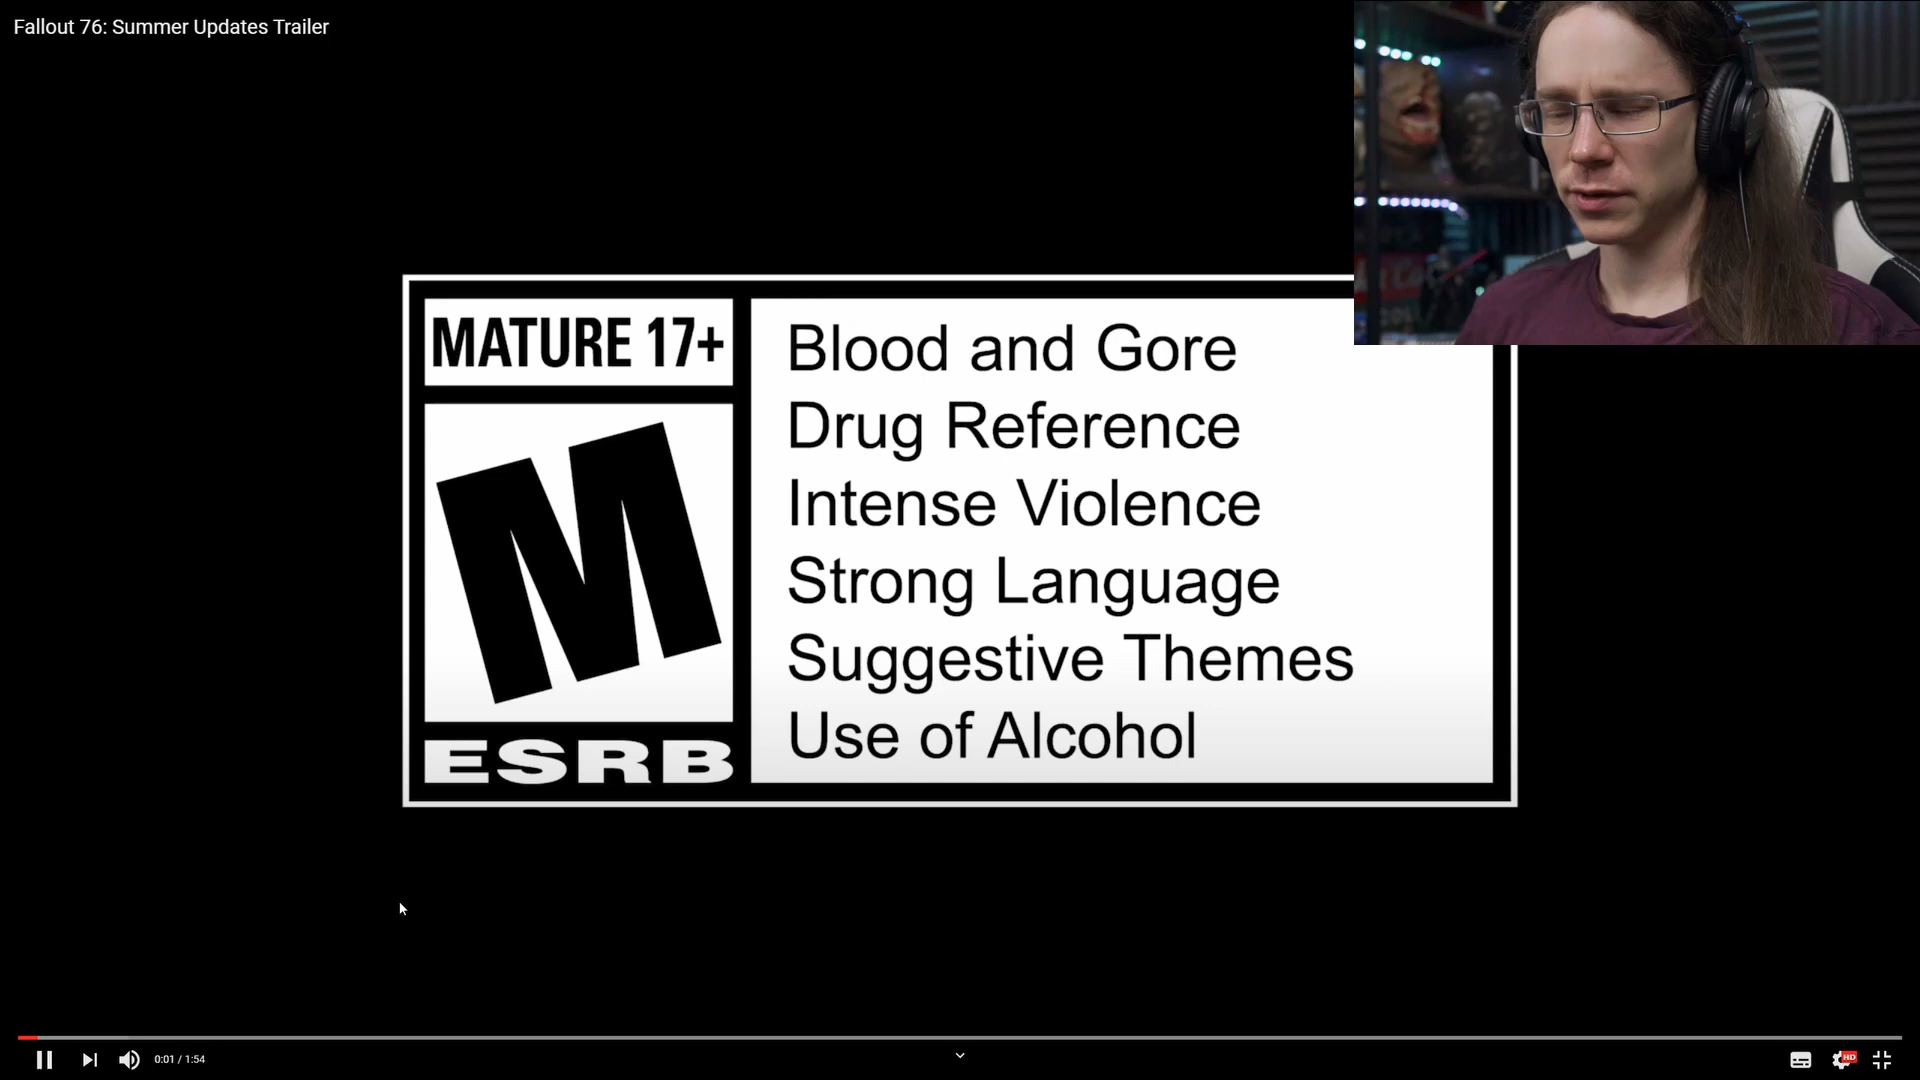 Fallout 76: Summer Updates Trailer
MATURE 17+
M
ESRB
Blood and Gore
Drug Reference
Intense Violence
Strong Language
Suggestive Themes
Use of Alcohol
0:01 / 1:54
HD